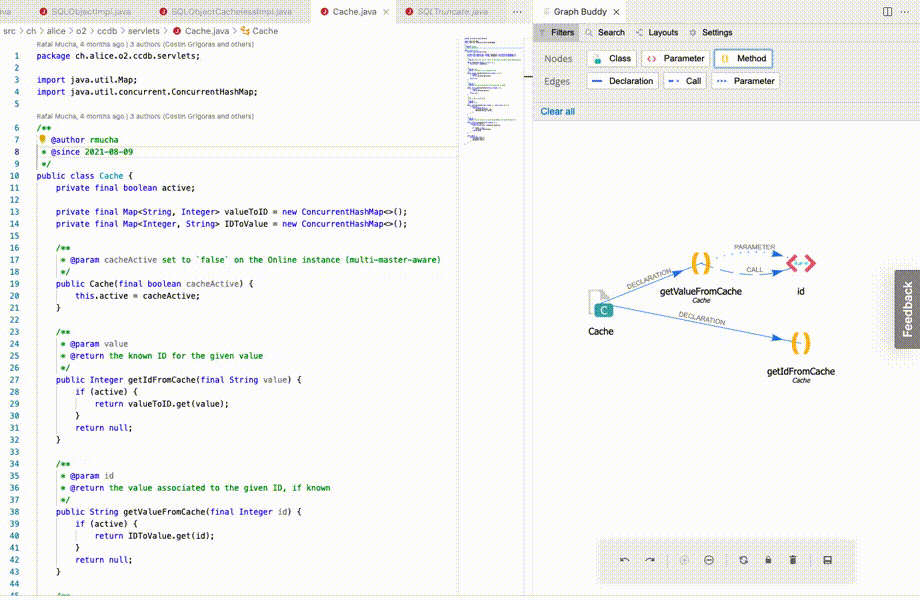 ava
SQLObjectImpl.java
SQLObjectCachelessImpl.java
Cache.java ×
SQLTruncate.java
···
src > ch > alice > o2 > ccdb > servlets > Cache.java > Cache
Rafal Mucha, 4 months ago | 3 authors (Costin Grigoras and others)
1 package ch.alice.o2.ccdb.servlets;
2
3 import java.util.Map;
4 import java.util.concurrent.ConcurrentHashMap;
5
Rafal Mucha, 4 months ago | 3 authors (Costin Grigoras and others)
6 /**
7 @author rmucha
8 * @since 2021-08-09
9 */
10 public class Cache {
11 private final boolean active;
12
13 private final Map<String, Integer> valueToID = new ConcurrentHashMap<>();
14 private final Map<Integer, String> IDToValue = new ConcurrentHashMap<>();
15
16 /**
17 * @param cacheActive set to `false` on the Online instance (multi-master-aware)
18 */
19 public Cache(final boolean cacheActive) {
20 this.active = cacheActive;
21 }
22
23 /**
24 * @param value
25 * @return the known ID for the given value
26 */
27 public Integer getIdFromCache(final String value) {
28 if (active) {
29 return valueToID.get(value);
30 }
31 return null;
32 }
33
34 /**
35 * @param id
36 * @return the value associated to the given ID, if known
37 */
38 public String getValueFromCache(final Integer id) {
39 if (active) {
40 return IDToValue.get(id);
41 }
42 return null;
43 }
44
45 /**
Graph Buddy ×
···
Filters Search Layouts Settings
Nodes Class Parameter Method
Edges Declaration Call Parameter
Clear all
PARAMETER
CALL
DECLARATION
getValueFromCache
Cache
id
Cache
DECLARATION
getIdFromCache
Cache
Feedback